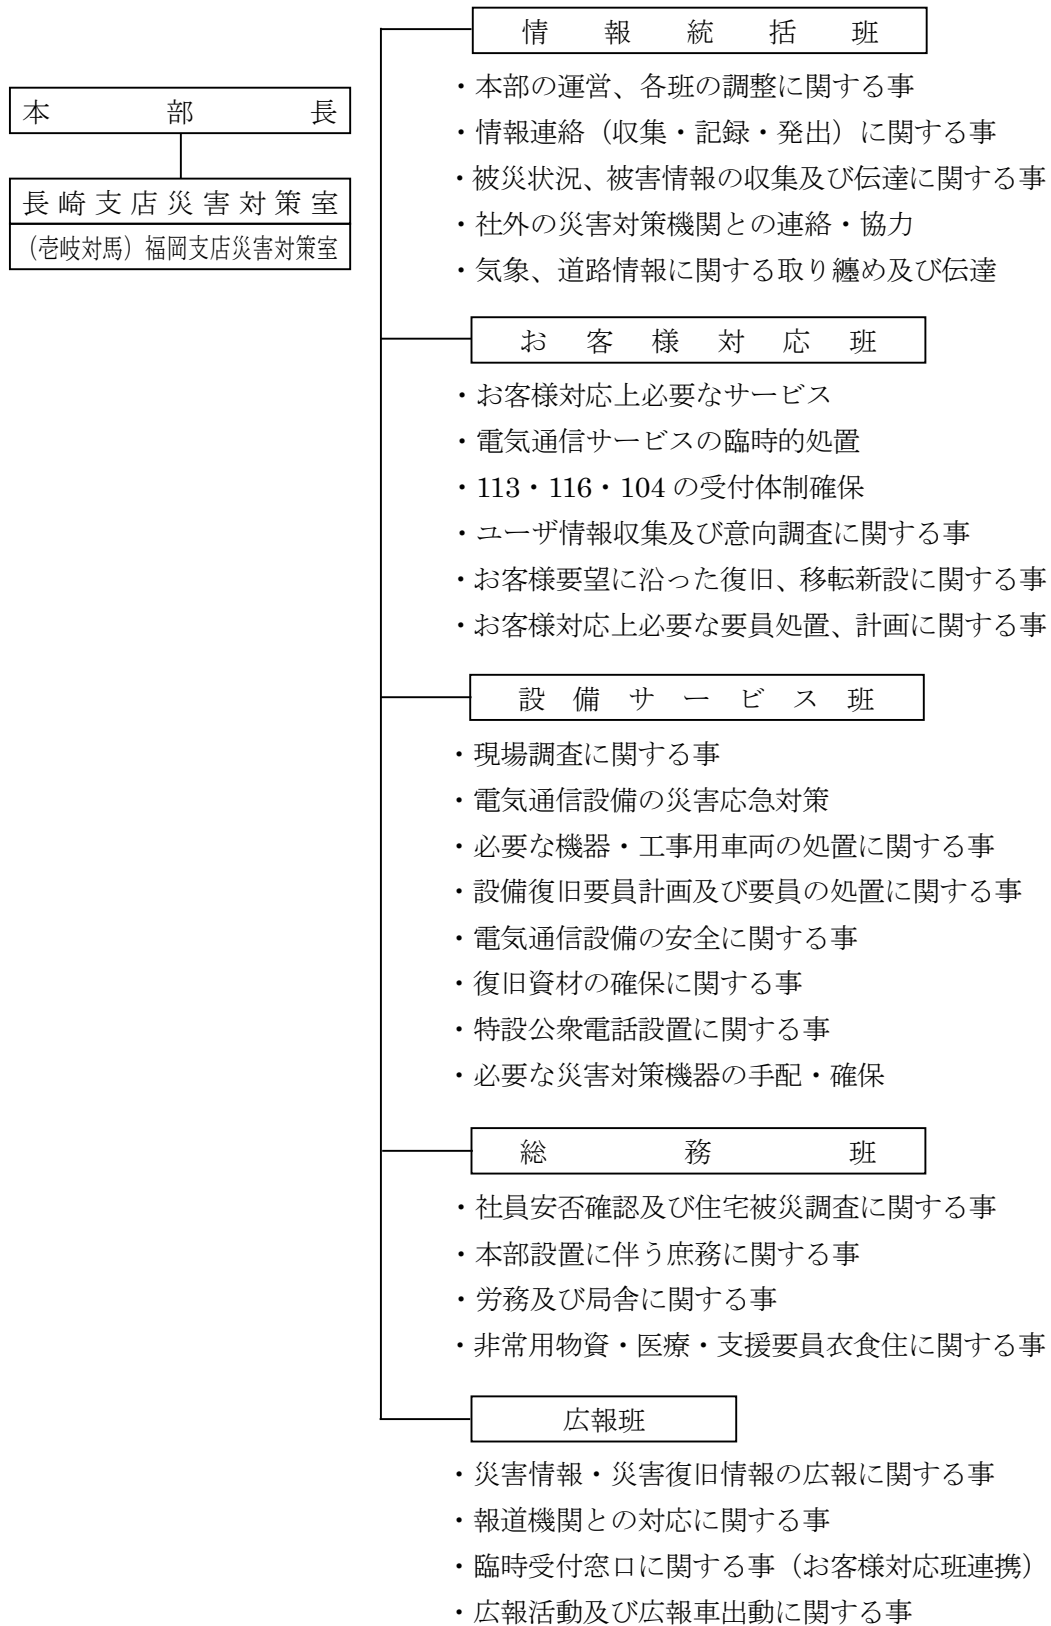 本部長
長崎支店災害対策室
（壱岐対馬）福岡支店災害対策室
情報統括班
・本部の運営、各班の調整に関する事
・情報連絡（収集・記録・発出）に関する事
・被災状況、被害情報の収集及び伝達に関する事
・社外の災害対策機関との連絡・協力
・気象、道路情報に関する取り纏め及び伝達
お客様対応班
・お客様対応上必要なサービス
・電気通信サービスの臨時的処置
・113・116・104 の受付体制確保
・ユーザ情報収集及び意向調査に関する事
・お客様要望に沿った復旧、移転新設に関する事
・お客様対応上必要な要員処置、計画に関する事
設備サービス班
・現場調査に関する事
・電気通信設備の災害応急対策
・必要な機器・工事用車両の処置に関する事
・設備復旧要員計画及び要員の処置に関する事
・電気通信設備の安全に関する事
・復旧資材の確保に関する事
・特設公衆電話設置に関する事
・必要な災害対策機器の手配・確保
総務班
・社員安否確認及び住宅被災調査に関する事
・本部設置に伴う庶務に関する事
・労務及び局舎に関する事
・非常用物資・医療・支援要員衣食住に関する事
広報班
・災害情報・災害復旧情報の広報に関する事
・報道機関との対応に関する事
・臨時受付窓口に関する事（お客様対応班連携）
・広報活動及び広報車出動に関する事